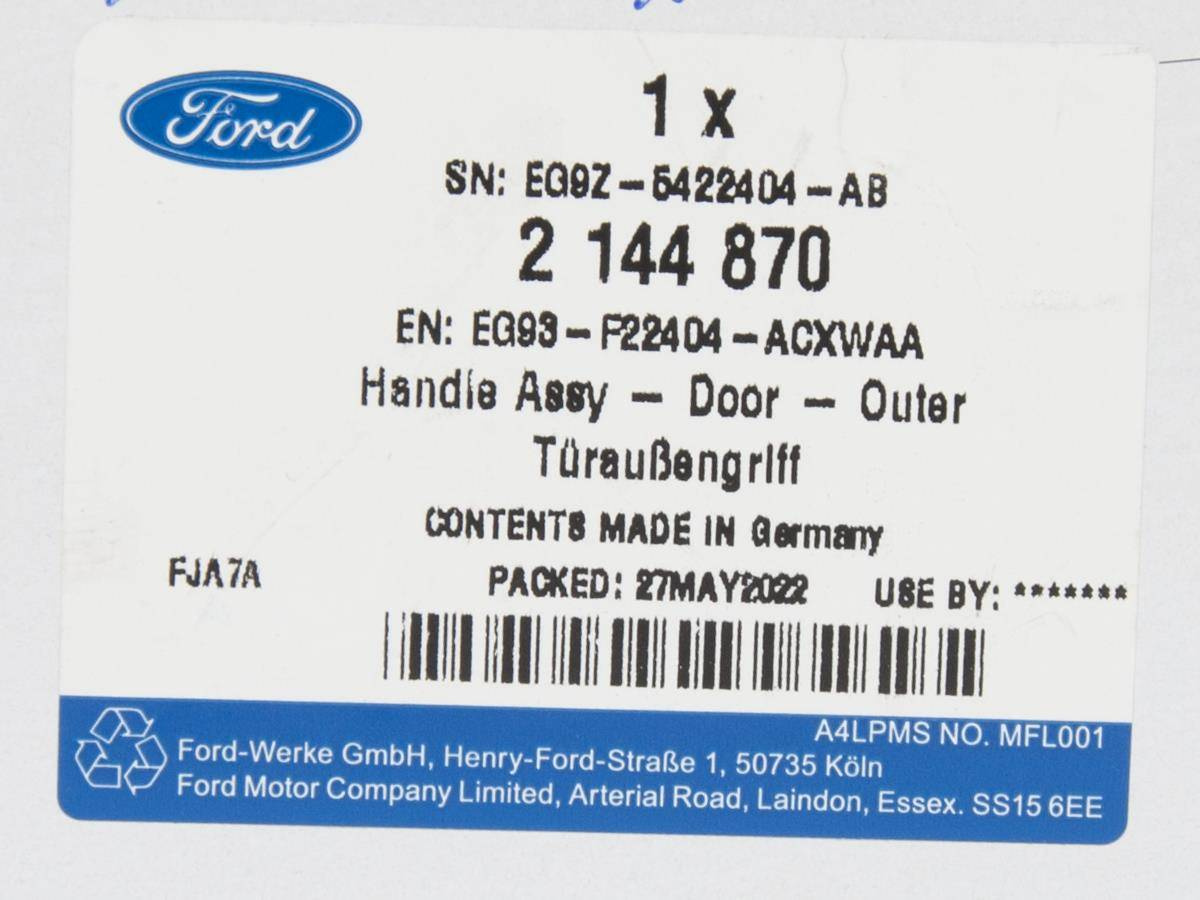 Ford
1 x
SN: EG9Z-5422404-AB
2 144 870
EN: EG93-F22404-ACXWAA
Handle Assy - Door - Outer
Türaußengriff
CONTENTS MADE IN Germany
FJA7A
PACKED: 27MAY2022
USE BY: *******
A4LPMS NO. MFL001
Ford-Werke GmbH, Henry-Ford-Straße 1, 50735 Köln
Ford Motor Company Limited, Arterial Road, Laindon, Essex. SS15 6EE